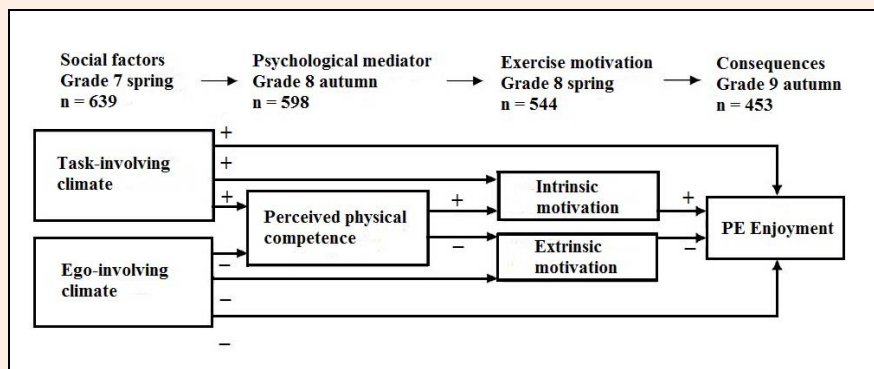 Social factors
Grade 7 spring
n = 639
Psychological mediator
Grade 8 autumn
n = 598
Exercise motivation
Grade 8 spring
n = 544
Consequences
Grade 9 autumn
n = 453
+
Task-involving
climate
+
+
Perceived physical
competence
+
−
Intrinsic
motivation
+
Extrinsic
motivation
−
PE Enjoyment
Ego-involving
climate
−
−
−